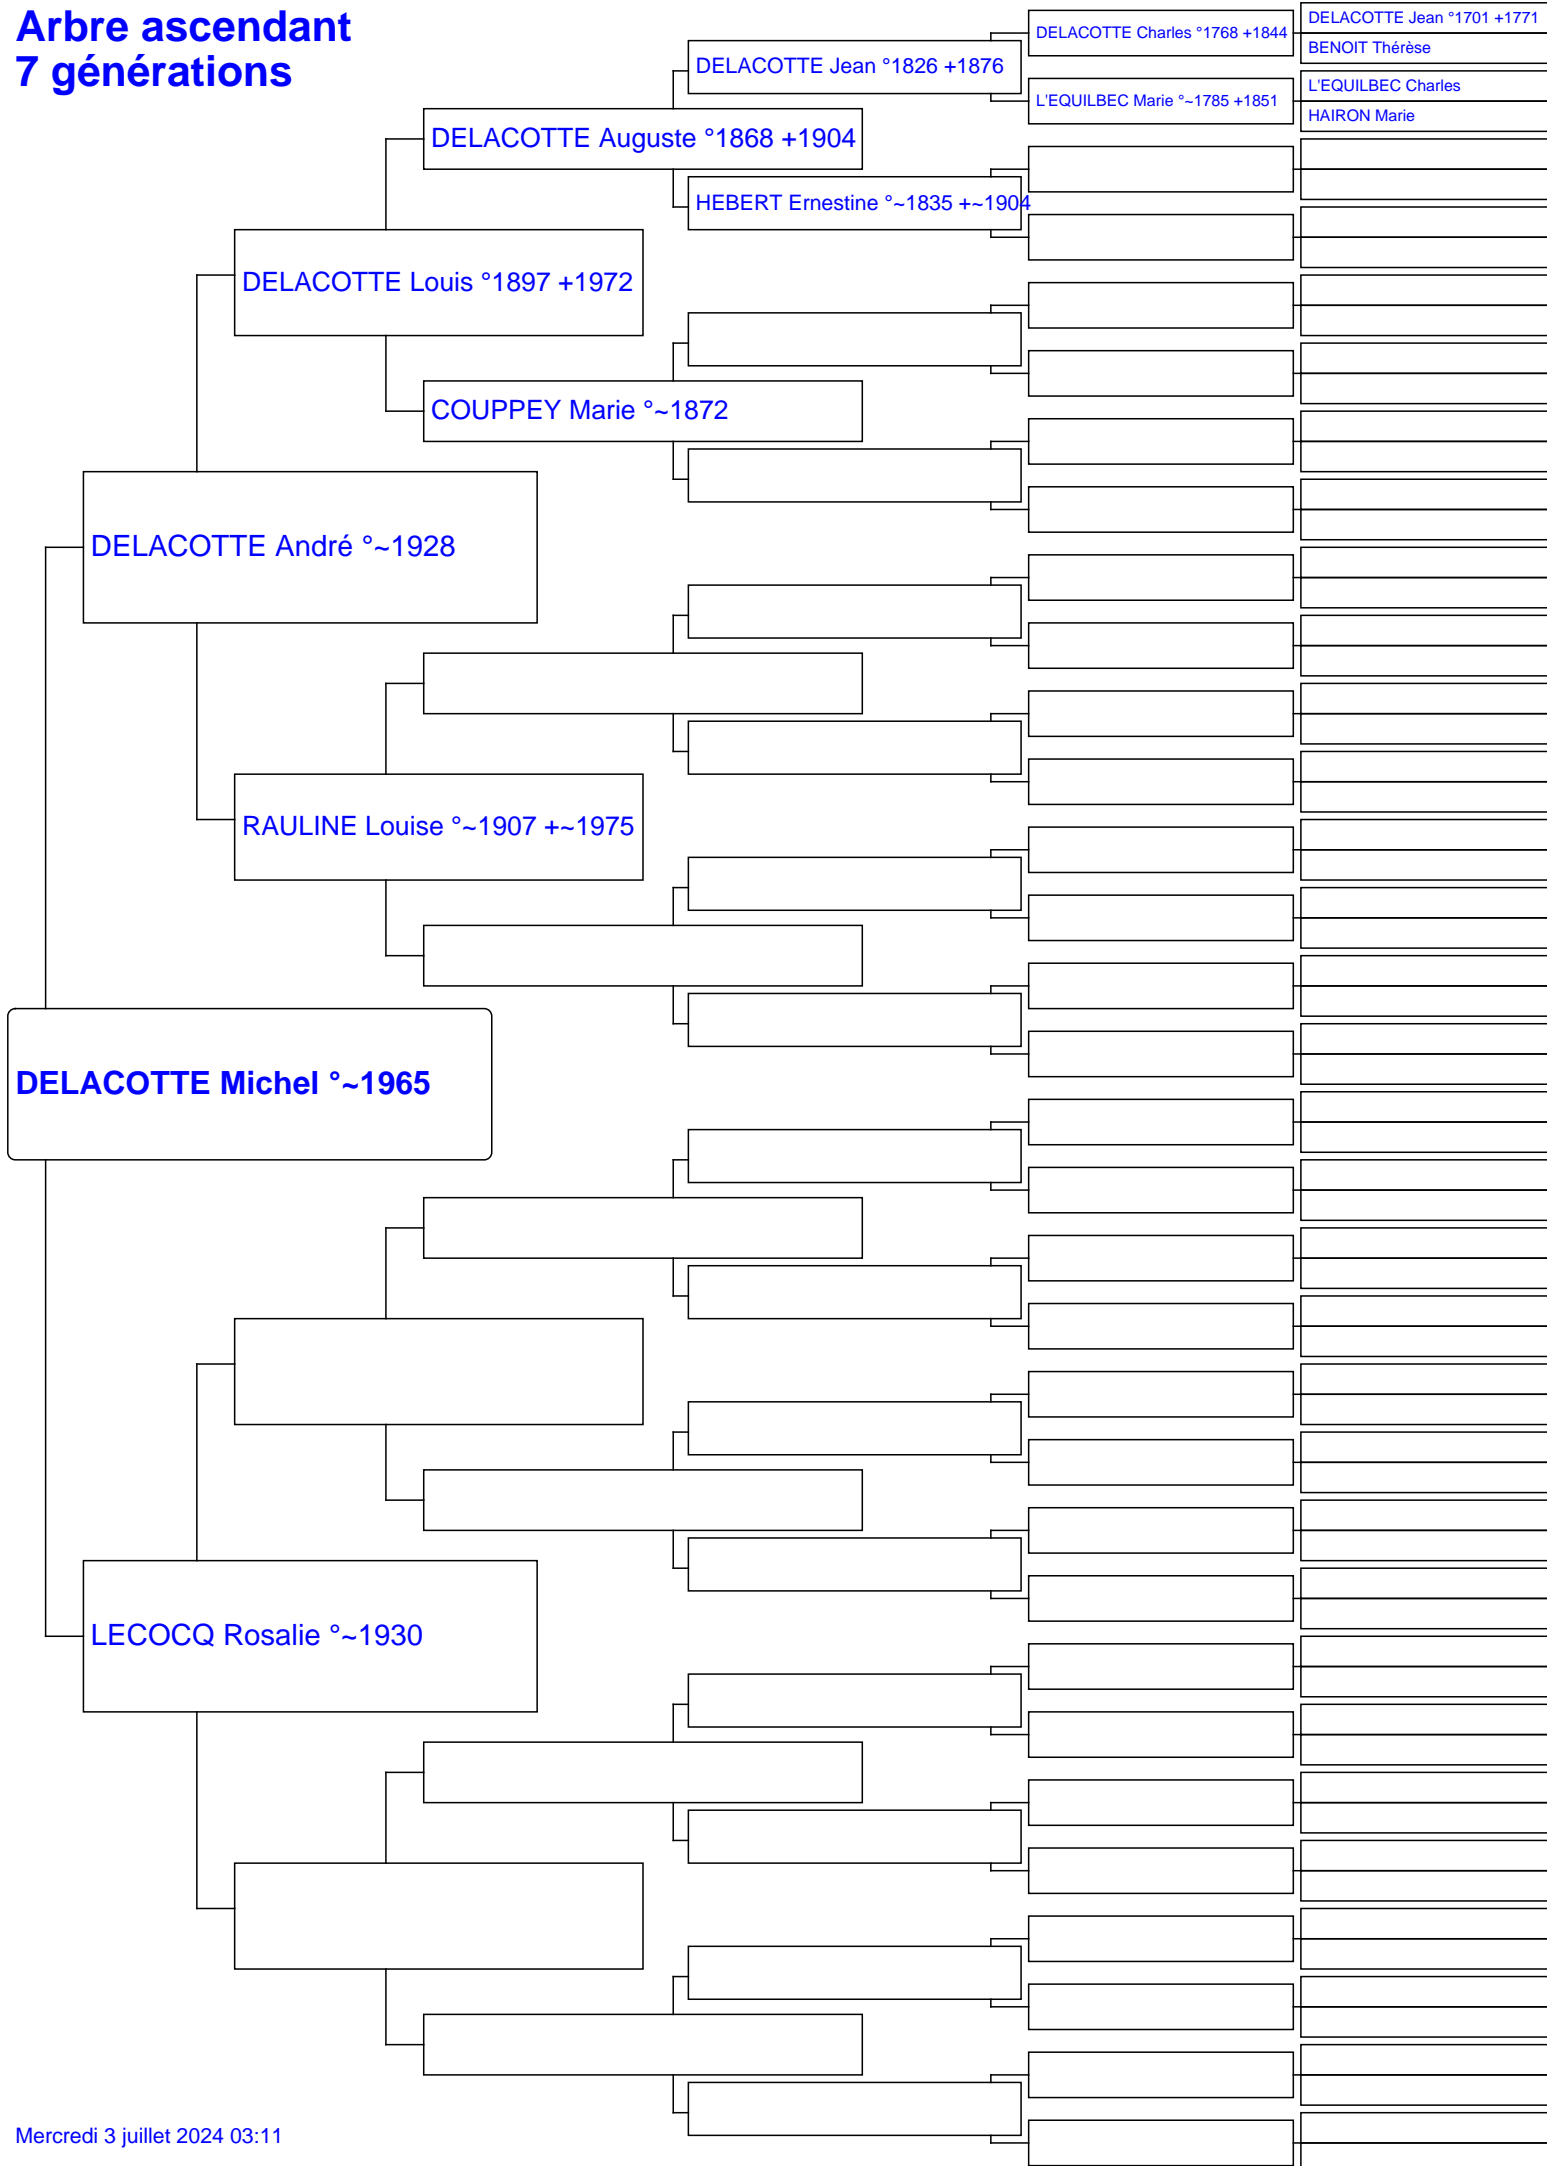 Arbre ascendant
7 générations
DELACOTTE Charles °1768 +1844
DELACOTTE Jean °1701 +1771
BENOIT Thérèse
DELACOTTE Jean °1826 +1876
L'EQUILBEC Marie °~1785 +1851
L'EQUILBEC Charles
HAIRON Marie
DELACOTTE Auguste °1868 +1904
HEBERT Ernestine °~1835 +~1904
DELACOTTE Louis °1897 +1972
COUPPEY Marie °~1872
DELACOTTE André °~1928
RAULINE Louise °~1907 +~1975
DELACOTTE Michel °~1965
LECOCQ Rosalie °~1930
Mercredi 3 juillet 2024 03:11